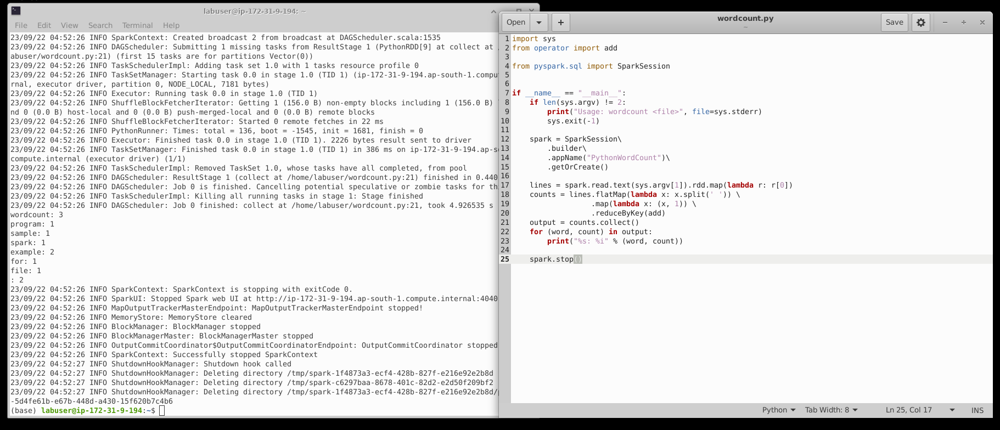 labuser@ip-172-31-9-194: ~
File Edit View Search Terminal Help
23/09/22 04:52:26 INFO SparkContext: Created broadcast 2 from broadcast at DAGScheduler.scala:1535
23/09/22 04:52:26 INFO DAGScheduler: Submitting 1 missing tasks from ResultStage 1 (PythonRDD[9] at collect at
abuser/wordcount.py:21) (first 15 tasks are for partitions Vector(0))
23/09/22 04:52:26 INFO TaskSchedulerImpl: Adding task set 1.0 with 1 tasks resource profile 0
23/09/22 04:52:26 INFO TaskSetManager: Starting task 0.0 in stage 1.0 (TID 1) (ip-172-31-9-194.ap-south-1.compu
rnal, executor driver, partition 0, NODE_LOCAL, 7181 bytes)
23/09/22 04:52:26 INFO Executor: Running task 0.0 in stage 1.0 (TID 1)
23/09/22 04:52:26 INFO ShuffleBlockFetcherIterator: Getting 1 (156.0 B) non-empty blocks including 1 (156.0 B)
nd 0 (0.0 B) host-local and 0 (0.0 B) push-merged-local and 0 (0.0 B) remote blocks
23/09/22 04:52:26 INFO ShuffleBlockFetcherIterator: Started 0 remote fetches in 22 ms
23/09/22 04:52:26 INFO PythonRunner: Times: total = 136, boot = -1545, init = 1681, finish = 0
23/09/22 04:52:26 INFO Executor: Finished task 0.0 in stage 1.0 (TID 1). 2226 bytes result sent to driver
23/09/22 04:52:26 INFO TaskSetManager: Finished task 0.0 in stage 1.0 (TID 1) in 386 ms on ip-172-31-9-194.ap-s
compute.internal (executor driver) (1/1)
23/09/22 04:52:26 INFO TaskSchedulerImpl: Removed TaskSet 1.0, whose tasks have all completed, from pool
23/09/22 04:52:26 INFO DAGScheduler: ResultStage 1 (collect at /home/labuser/wordcount.py:21) finished in 0.440
23/09/22 04:52:26 INFO DAGScheduler: Job 0 is finished. Cancelling potential speculative or zombie tasks for th
23/09/22 04:52:26 INFO TaskSchedulerImpl: Killing all running tasks in stage 1: Stage finished
23/09/22 04:52:26 INFO DAGScheduler: Job 0 finished: collect at /home/labuser/wordcount.py:21, took 4.926535 s
wordcount: 3
program: 1
sample: 1
spark: 1
example: 2
for: 1
file: 1
: 2
23/09/22 04:52:26 INFO SparkContext: SparkContext is stopping with exitCode 0.
23/09/22 04:52:26 INFO SparkUI: Stopped Spark web UI at http://ip-172-31-9-194.ap-south-1.compute.internal:4040
23/09/22 04:52:26 INFO MapOutputTrackerMasterEndpoint: MapOutputTrackerMasterEndpoint stopped!
23/09/22 04:52:26 INFO MemoryStore: MemoryStore cleared
23/09/22 04:52:26 INFO BlockManager: BlockManager stopped
23/09/22 04:52:26 INFO BlockManagerMaster: BlockManagerMaster stopped
23/09/22 04:52:26 INFO OutputCommitCoordinator$OutputCommitCoordinatorEndpoint: OutputCommitCoordinator stopped
23/09/22 04:52:26 INFO SparkContext: Successfully stopped SparkContext
23/09/22 04:52:27 INFO ShutdownHookManager: Shutdown hook called
23/09/22 04:52:27 INFO ShutdownHookManager: Deleting directory /tmp/spark-1f4873a3-ecf4-428b-827f-e216e92e2b8d
23/09/22 04:52:27 INFO ShutdownHookManager: Deleting directory /tmp/spark-c6297baa-8678-401c-82d2-e2d50f209bf2
23/09/22 04:52:27 INFO ShutdownHookManager: Deleting directory /tmp/spark-1f4873a3-ecf4-428b-827f-e216e92e2b8d/
-5d4fe61b-e67b-448d-a430-15f620b7c4b6
(base) labuser@ip-172-31-9-194:~$
Open + wordcount.py Save
~
1 import sys
2 from operator import add
3
4 from pyspark.sql import SparkSession
5
6
7 if __name__ == "__main__":
8     if len(sys.argv) != 2:
9         print("Usage: wordcount <file>", file=sys.stderr)
10         sys.exit(-1)
11
12     spark = SparkSession\
13         .builder\
14         .appName("PythonWordCount")\
15         .getOrCreate()
16
17     lines = spark.read.text(sys.argv[1]).rdd.map(lambda r: r[0])
18     counts = lines.flatMap(lambda x: x.split(' ')) \
19                   .map(lambda x: (x, 1)) \
20                   .reduceByKey(add)
21     output = counts.collect()
22     for (word, count) in output:
23         print("%s: %i" % (word, count))
24
25     spark.stop()
Python Tab Width: 8 Ln 25, Col 17 INS